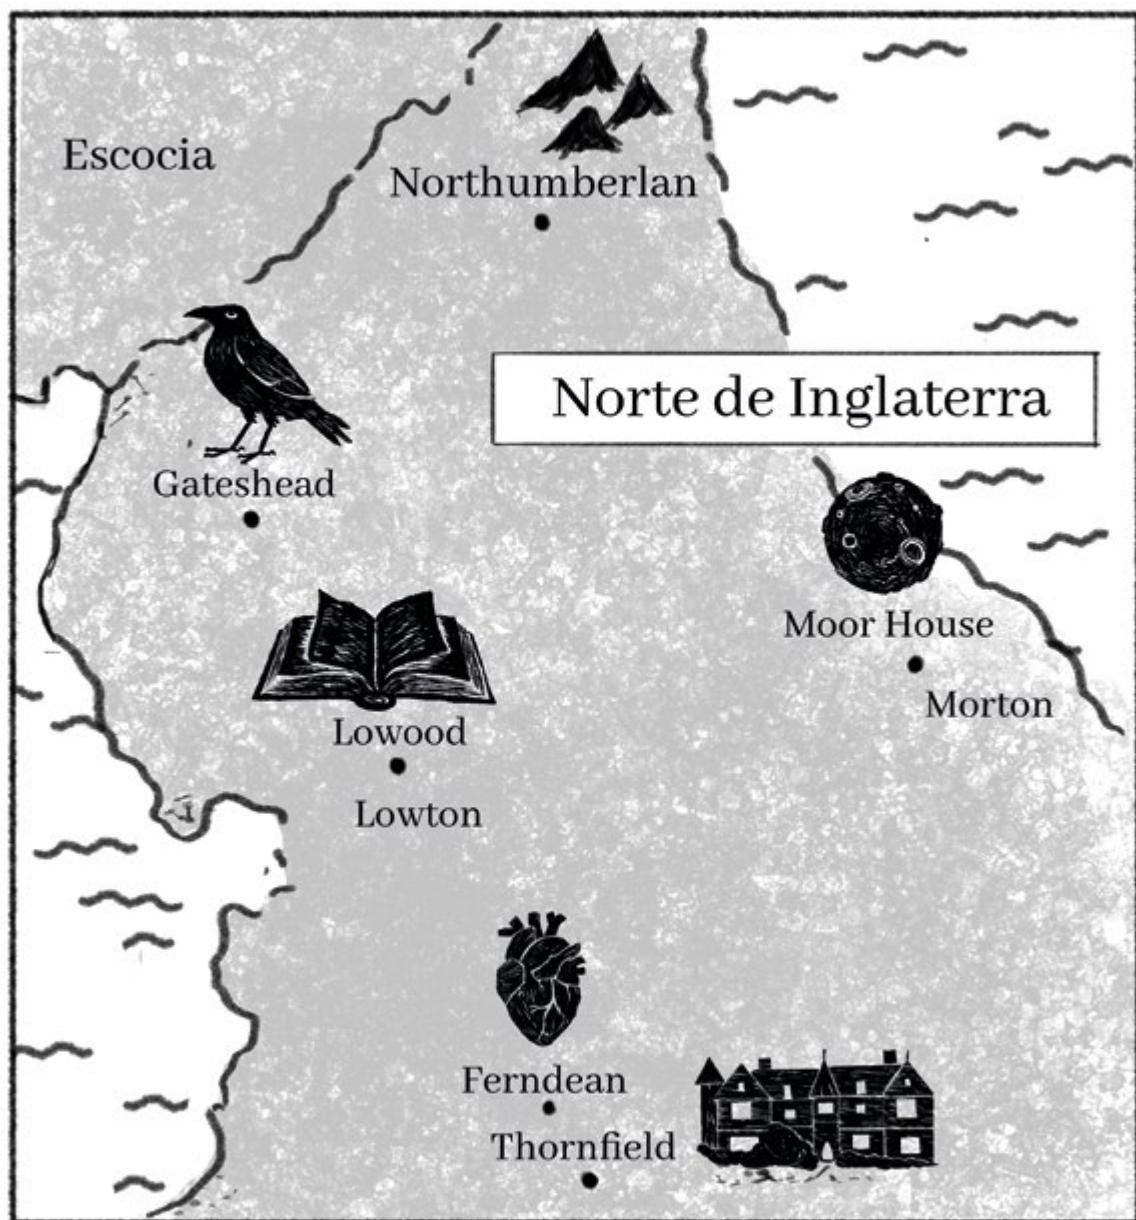 Escocia
Northumberlan
Norte de Inglaterra
Gateshead
Moor House
Morton
Lowood
Lowton
Ferndean
Thornfield